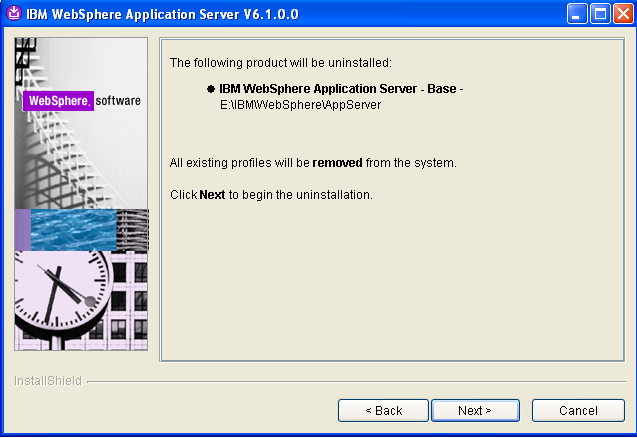 IBM WebSphere Application Server V6.1.0.0
WebSphere. software
The following product will be uninstalled:
IBM WebSphere Application Server - Base -
E:\IBM\WebSphere\AppServer
All existing profiles will be removed from the system.
Click Next to begin the uninstallation.
InstallShield
< Back
Next >
Cancel